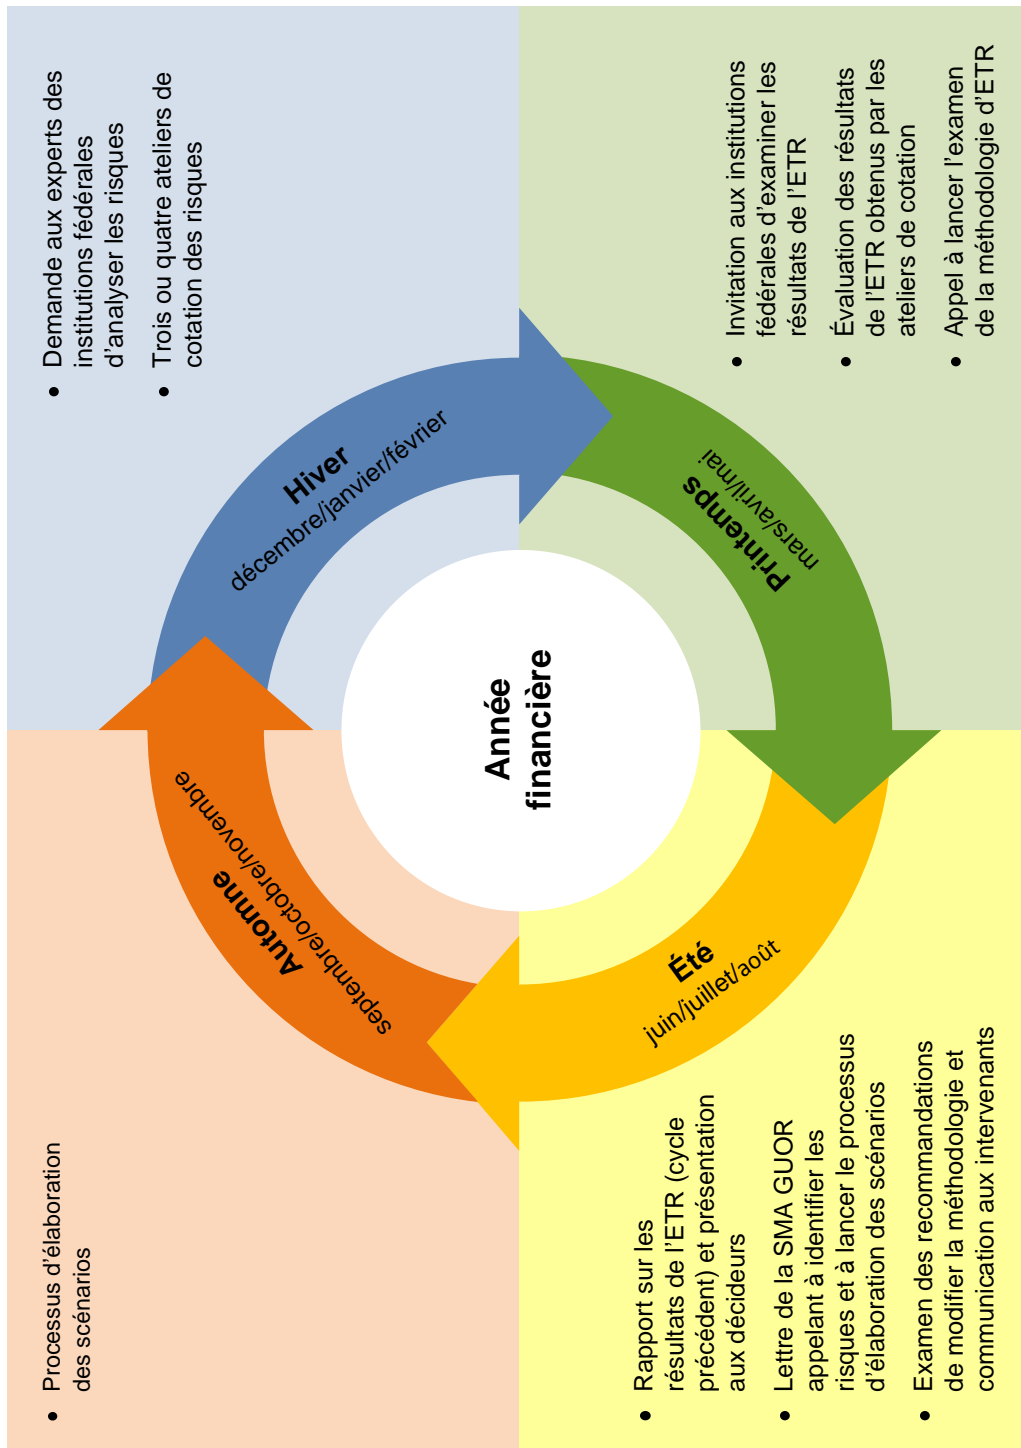 Processus d’élaboration
des scénarios
Demande aux experts des
institutions fédérales
d’analyser les risques
Trois ou quatre ateliers de
cotation des risques
Automne
septembre/octobre/novembre
Hiver
décembre/janvier/février
Année
financière
Été
juin/juillet/août
Printemps
mars/avril/mai
Rapport sur les
résultats de l’ETR (cycle
précédent) et présentation
aux décideurs
Lettre de la SMA GUOR
appelant à identifier les
risques et à lancer le processus
d’élaboration des scénarios
Examen des recommandations
de modifier la méthodologie et
communication aux intervenants
Invitation aux institutions
fédérales d’examiner les
résultats de l’ETR
Évaluation des résultats
de l’ETR obtenus par les
ateliers de cotation
Appel à lancer l’examen
de la méthodologie d’ETR